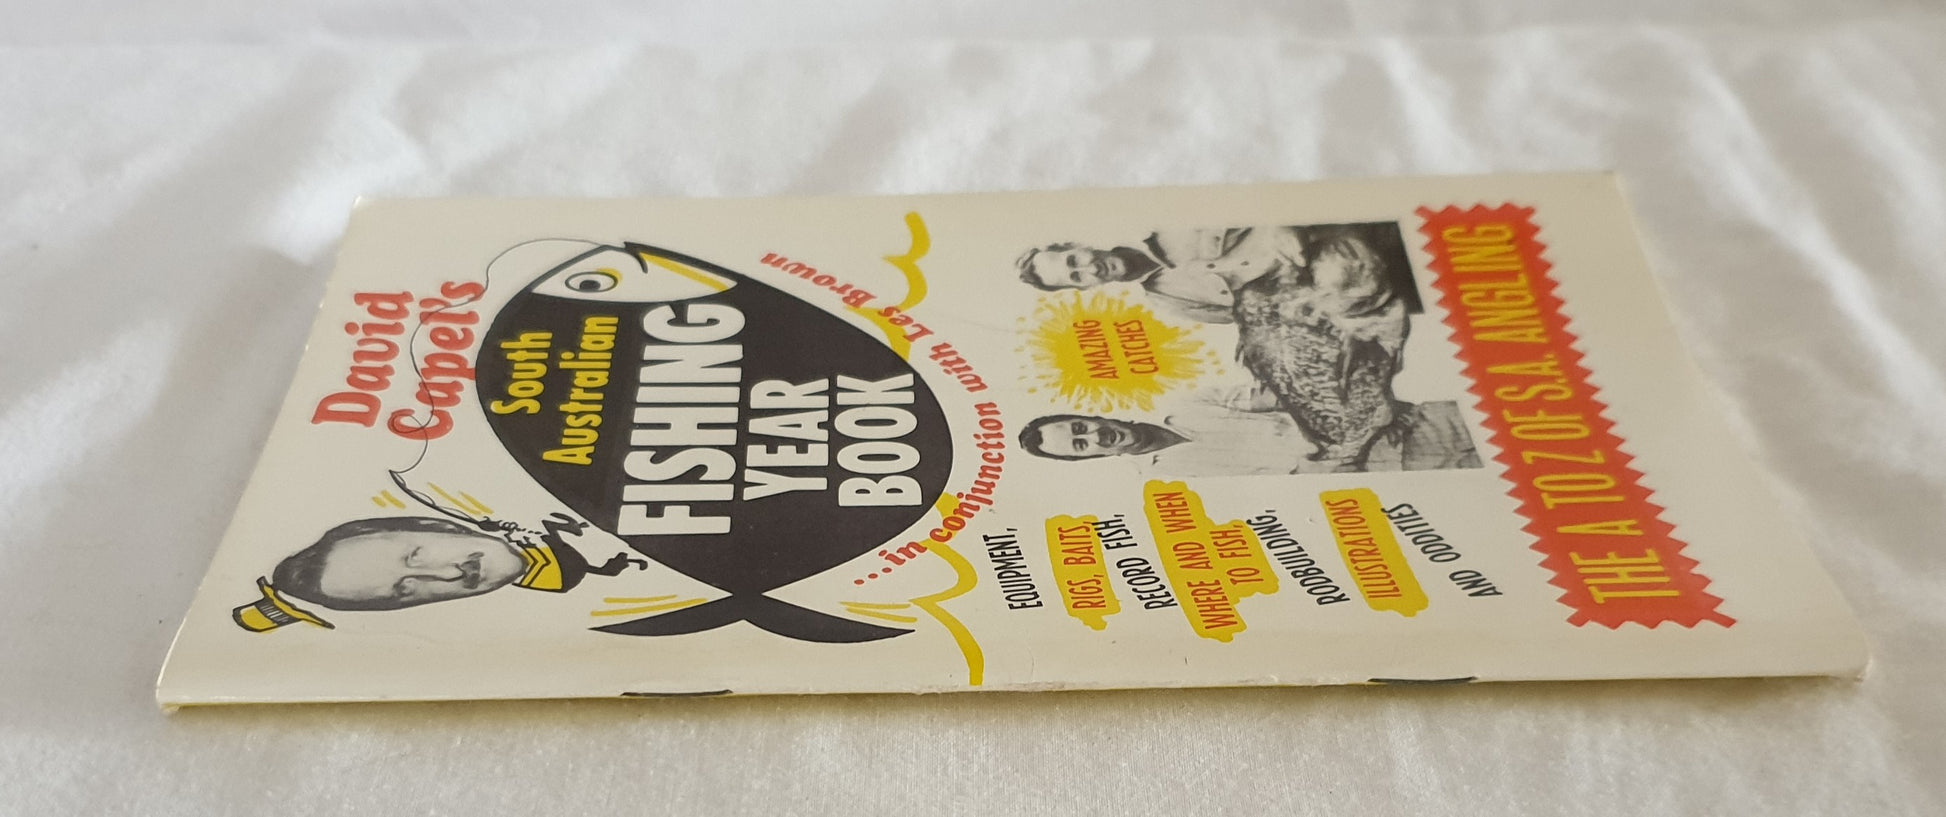 David
Capel's
South
Australian
FISHING
YEAR
BOOK
...in conjunction with Les Brown
EQUIPMENT,
RIGS, BAITS,
RECORD FISH,
WHERE AND WHEN
TO FISH,
RODBUILDING,
ILLUSTRATIONS
AND ODDITIES
AMAZING
CATCHES
THE A TO Z OF S.A. ANGLING